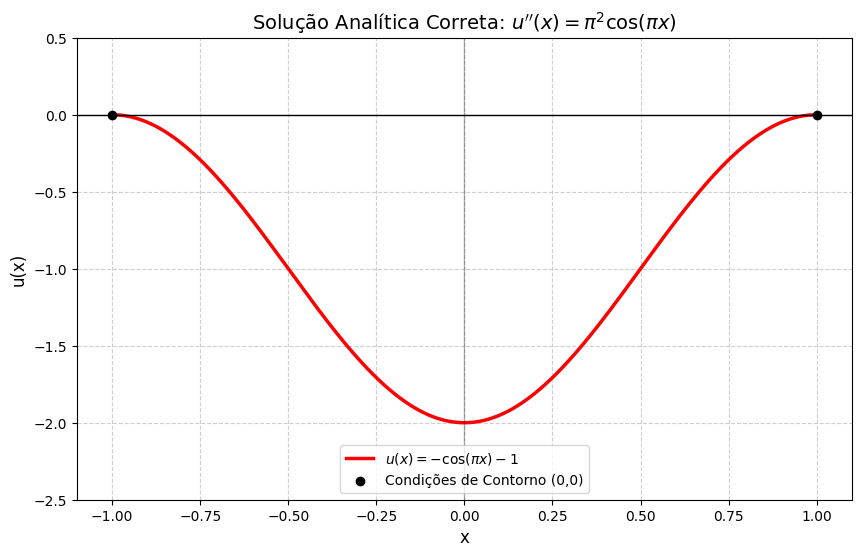 Solução Analítica Correta: u''(x) = π²cos(πx)
0.5
0.0
−0.5
−1.0
−1.5
−2.0
−2.5
u(x)
u(x) = −cos(πx) − 1
Condições de Contorno (0,0)
−1.00 −0.75 −0.50 −0.25 0.00 0.25 0.50 0.75 1.00
x